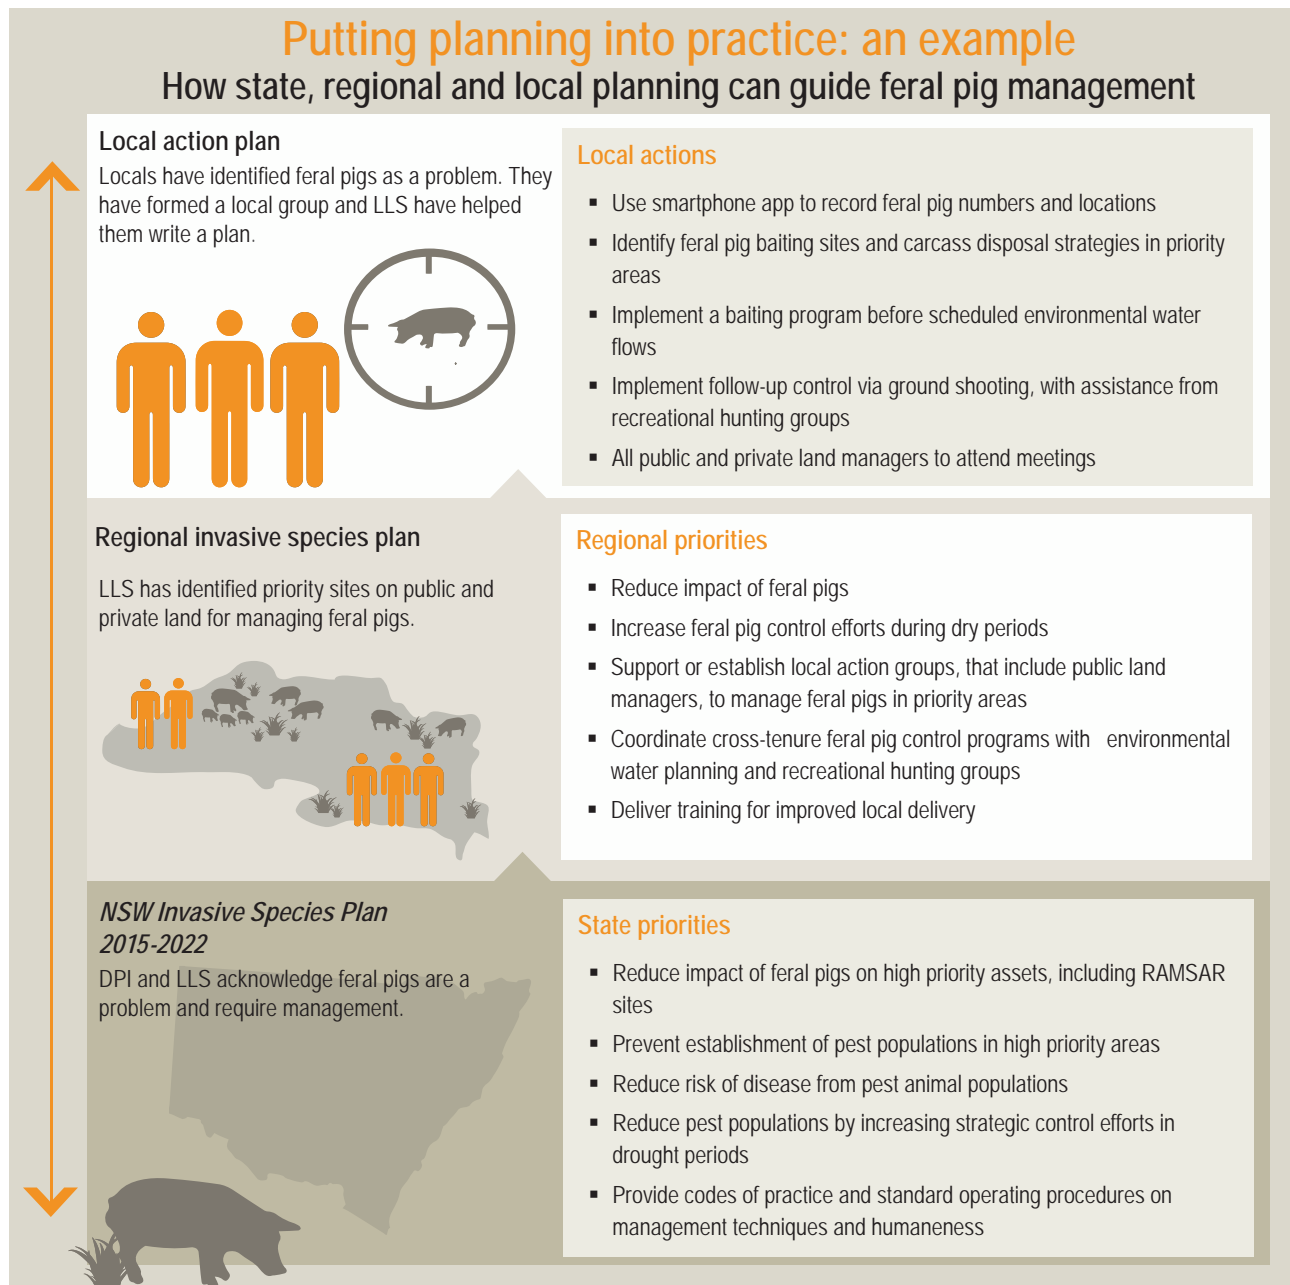 Putting planning into practice: an example
How state, regional and local planning can guide feral pig management
Local action plan
Locals have identified feral pigs as a problem. They
have formed a local group and LLS have helped
them write a plan.
Local actions
▪ Use smartphone app to record feral pig numbers and locations
▪ Identify feral pig baiting sites and carcass disposal strategies in priority
areas
▪ Implement a baiting program before scheduled environmental water
flows
▪ Implement follow-up control via ground shooting, with assistance from
recreational hunting groups
▪ All public and private land managers to attend meetings
Regional invasive species plan
LLS has identified priority sites on public and
private land for managing feral pigs.
Regional priorities
▪ Reduce impact of feral pigs
▪ Increase feral pig control efforts during dry periods
▪ Support or establish local action groups, that include public land
managers, to manage feral pigs in priority areas
▪ Coordinate cross-tenure feral pig control programs with environmental
water planning and recreational hunting groups
▪ Deliver training for improved local delivery
NSW Invasive Species Plan
2015-2022
DPI and LLS acknowledge feral pigs are a
problem and require management.
State priorities
▪ Reduce impact of feral pigs on high priority assets, including RAMSAR
sites
▪ Prevent establishment of pest populations in high priority areas
▪ Reduce risk of disease from pest animal populations
▪ Reduce pest populations by increasing strategic control efforts in
drought periods
▪ Provide codes of practice and standard operating procedures on
management techniques and humaneness